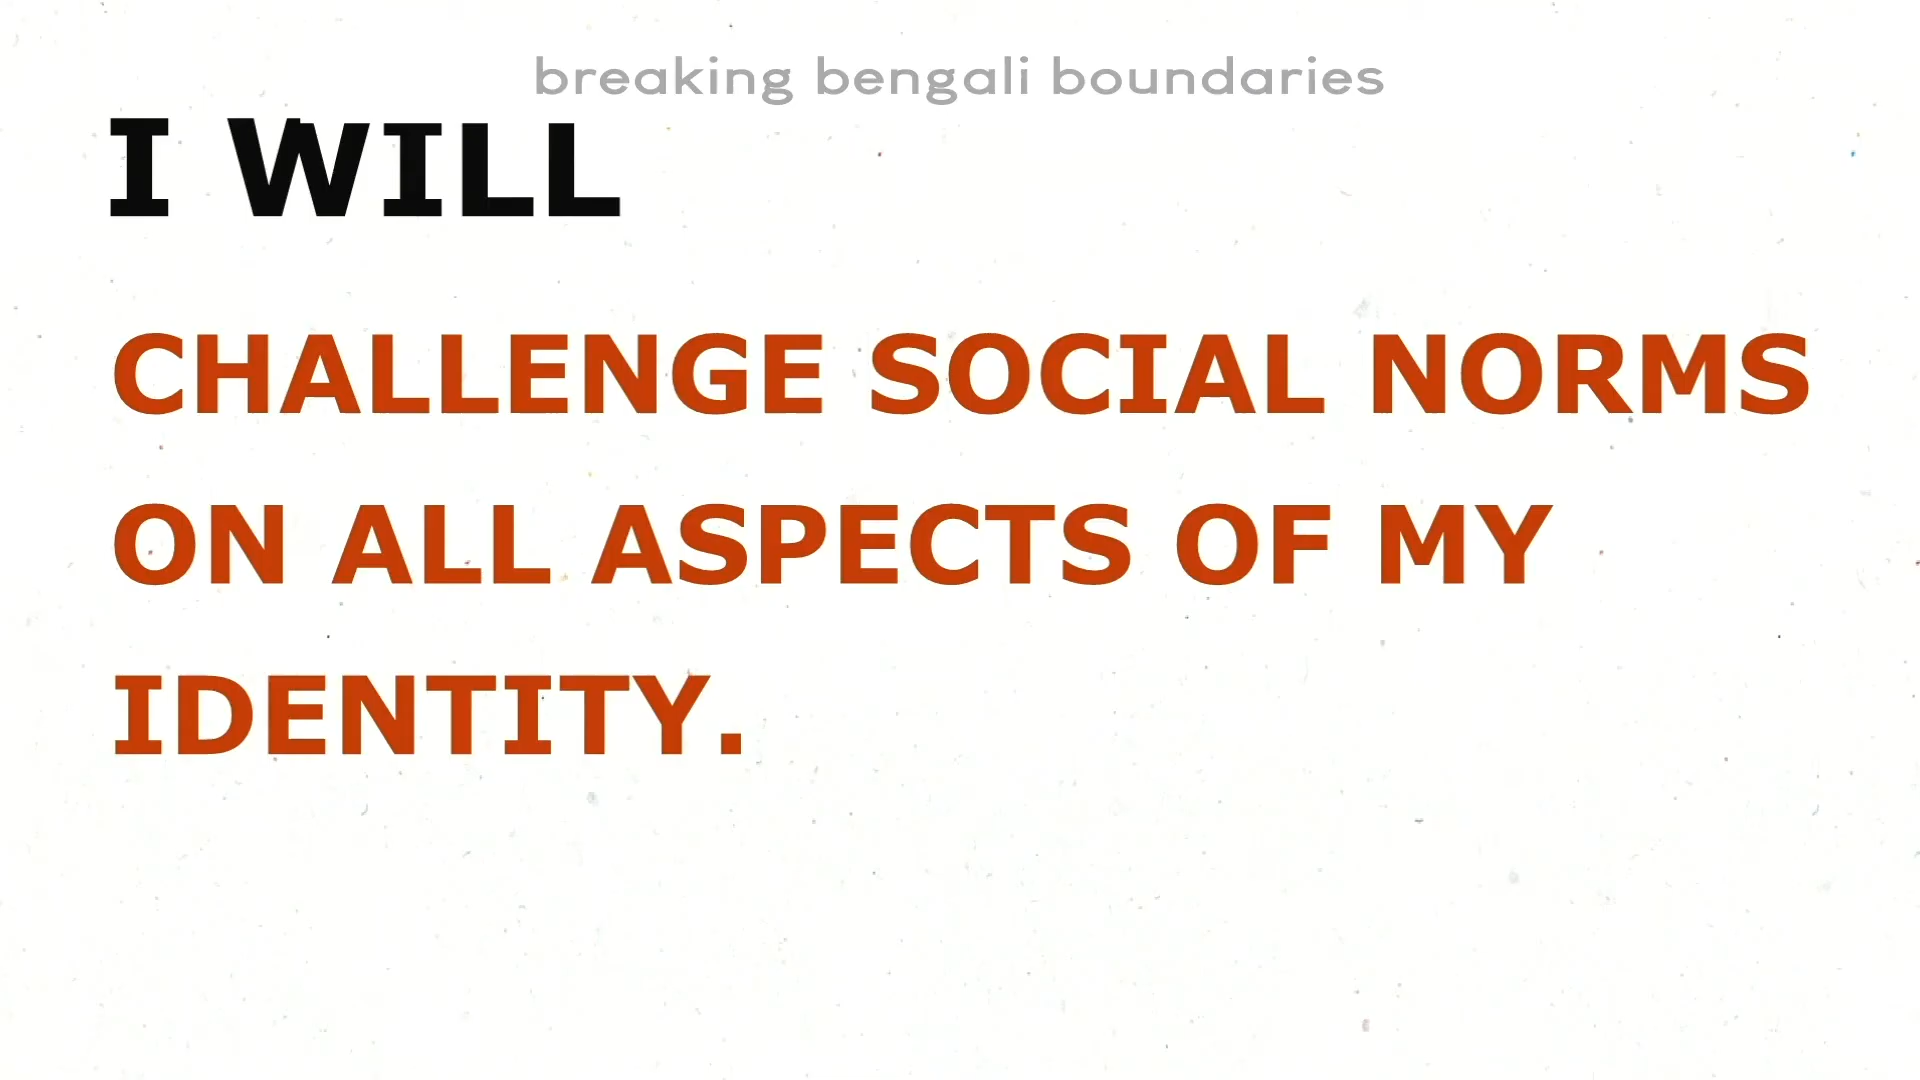 breaking bengali boundaries
I WILL
CHALLENGE SOCIAL NORMS
ON ALL ASPECTS OF MY
IDENTITY.